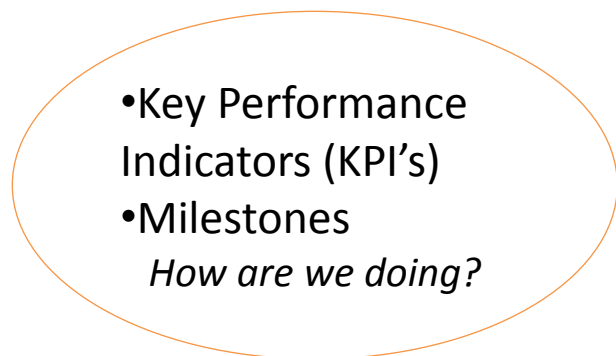 •Key Performance
Indicators (KPI’s)
•Milestones
How are we doing?